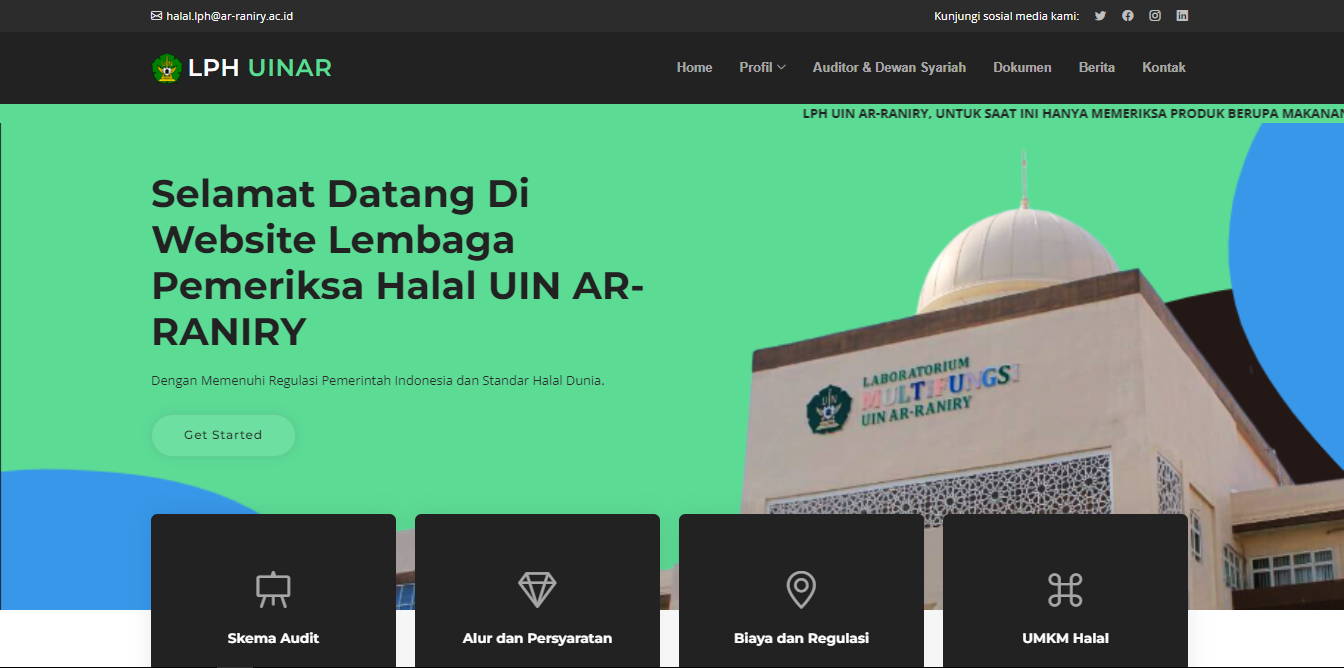 halal.lph@ar-raniry.ac.id
Kunjungi sosial media kami:
LPH UINAR
Home
Profil
Auditor & Dewan Syariah
Dokumen
Berita
Kontak
LPH UIN AR-RANIRY, UNTUK SAAT INI HANYA MEMERIKSA PRODUK BERUPA MAKANAN
Selamat Datang Di
Website Lembaga
Pemeriksa Halal UIN AR-
RANIRY
Dengan Memenuhi Regulasi Pemerintah Indonesia dan Standar Halal Dunia.
Get Started
LABORATORIUM
MULTIFUNGSI
UIN AR-RANIRY
UIN
Skema Audit
Alur dan Persyaratan
Biaya dan Regulasi
UMKM Halal